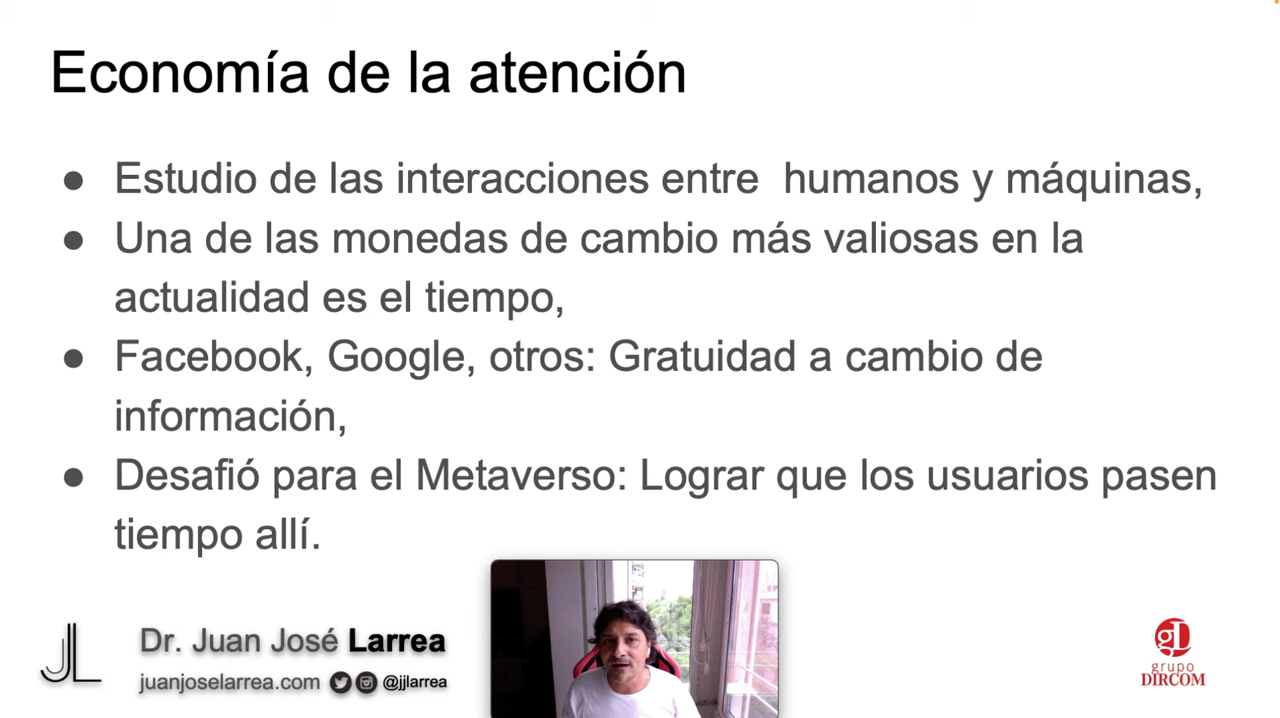 Economía de la atención
● Estudio de las interacciones entre  humanos y máquinas,
● Una de las monedas de cambio más valiosas en la
actualidad es el tiempo,
● Facebook, Google, otros: Gratuidad a cambio de
información,
● Desafió para el Metaverso: Lograr que los usuarios pasen
tiempo allí.
JL
Dr. Juan José Larrea
juanjoselarrea.com @jjlarrea
gD
grupo
DIRCOM